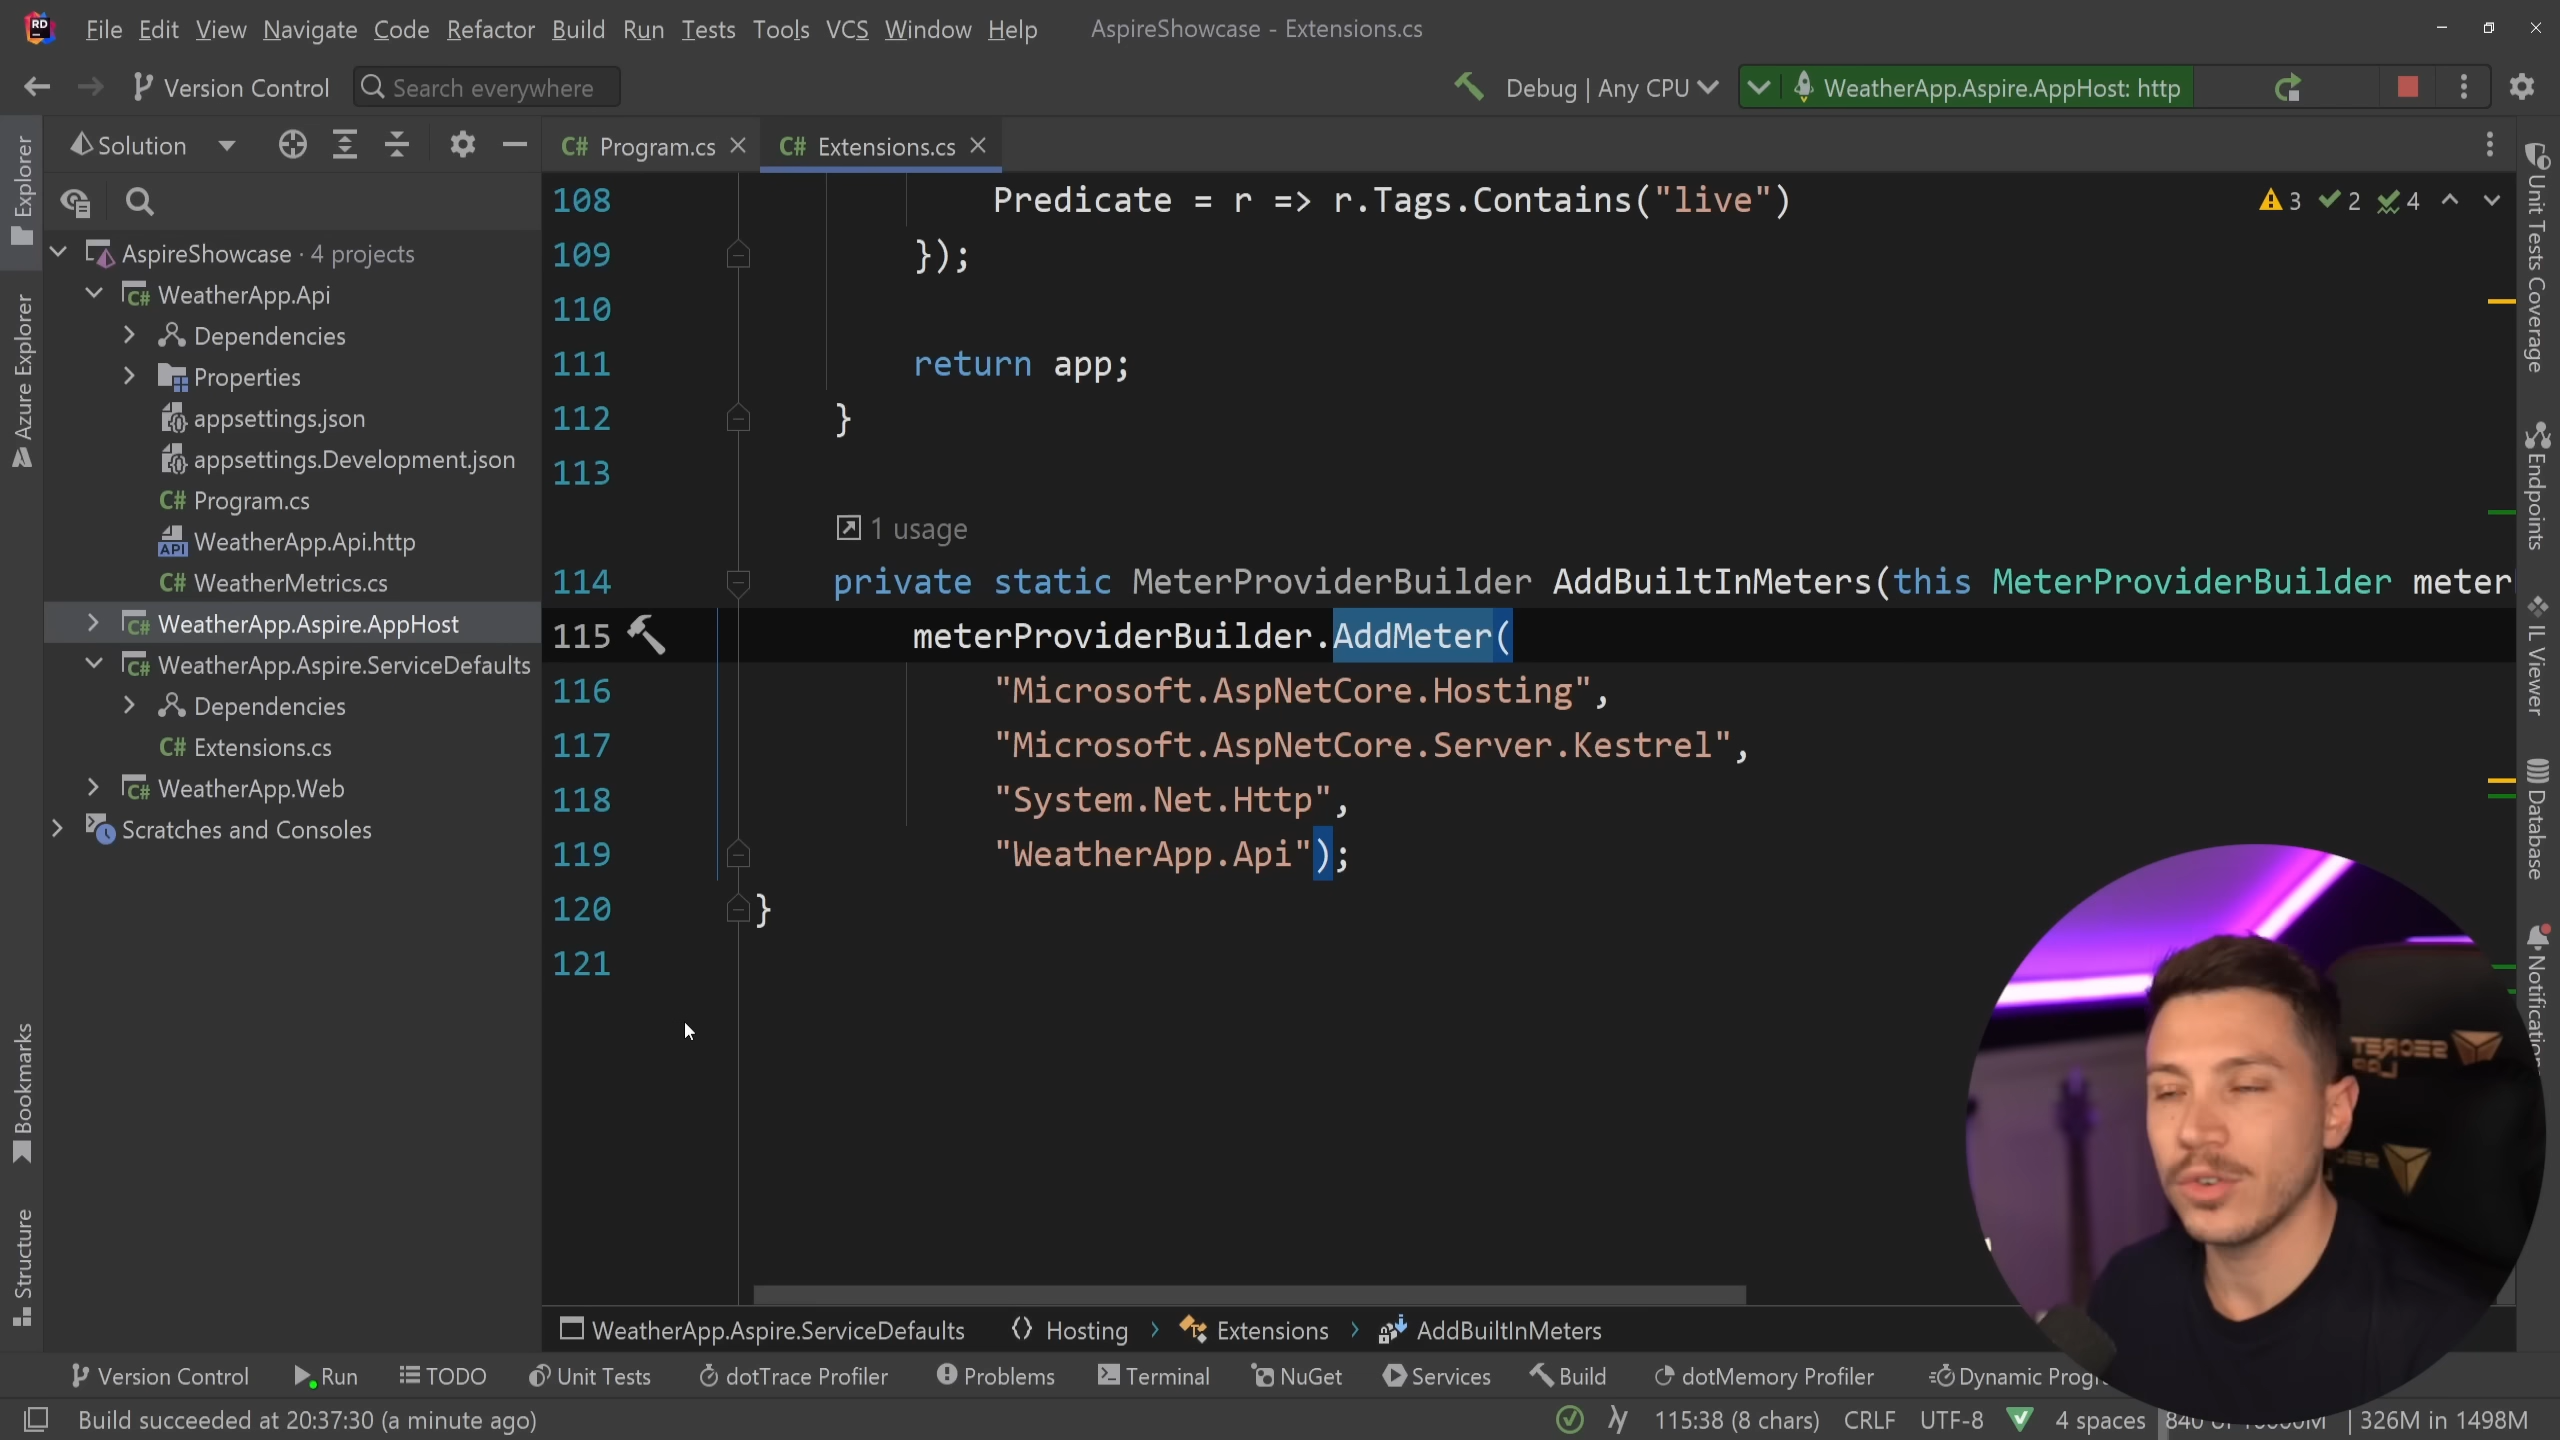 File Edit View Navigate Code Refactor Build Run Tests Tools VCS Window Help AspireShowcase - Extensions.cs
Version Control Search everywhere Debug | Any CPU WeatherApp.Aspire.AppHost: http
Solution
C# Program.cs C# Extensions.cs
Explorer
Azure Explorer
Bookmarks
Structure
AspireShowcase · 4 projects
C# WeatherApp.Api
Dependencies
Properties
appsettings.json
appsettings.Development.json
C# Program.cs
API WeatherApp.Api.http
C# WeatherMetrics.cs
C# WeatherApp.Aspire.AppHost
C# WeatherApp.Aspire.ServiceDefaults
Dependencies
C# Extensions.cs
C# WeatherApp.Web
Scratches and Consoles
3 2 4
108 Predicate = r => r.Tags.Contains("live")
109 });
110
111 return app;
112 }
113
1 usage
114 private static MeterProviderBuilder AddBuiltInMeters(this MeterProviderBuilder meter
115 meterProviderBuilder.AddMeter(
116 "Microsoft.AspNetCore.Hosting",
117 "Microsoft.AspNetCore.Server.Kestrel",
118 "System.Net.Http",
119 "WeatherApp.Api");
120 }
121
Unit Tests Coverage
Endpoints
IL Viewer
Database
SECRET
LAB
WeatherApp.Aspire.ServiceDefaults Hosting Extensions AddBuiltInMeters
Version Control Run TODO Unit Tests dotTrace Profiler Problems Terminal NuGet Services Build dotMemory Profiler Dynamic
Build succeeded at 20:37:30 (a minute ago) 115:38 (8 chars) CRLF UTF-8 4 spaces 326M in 1498M